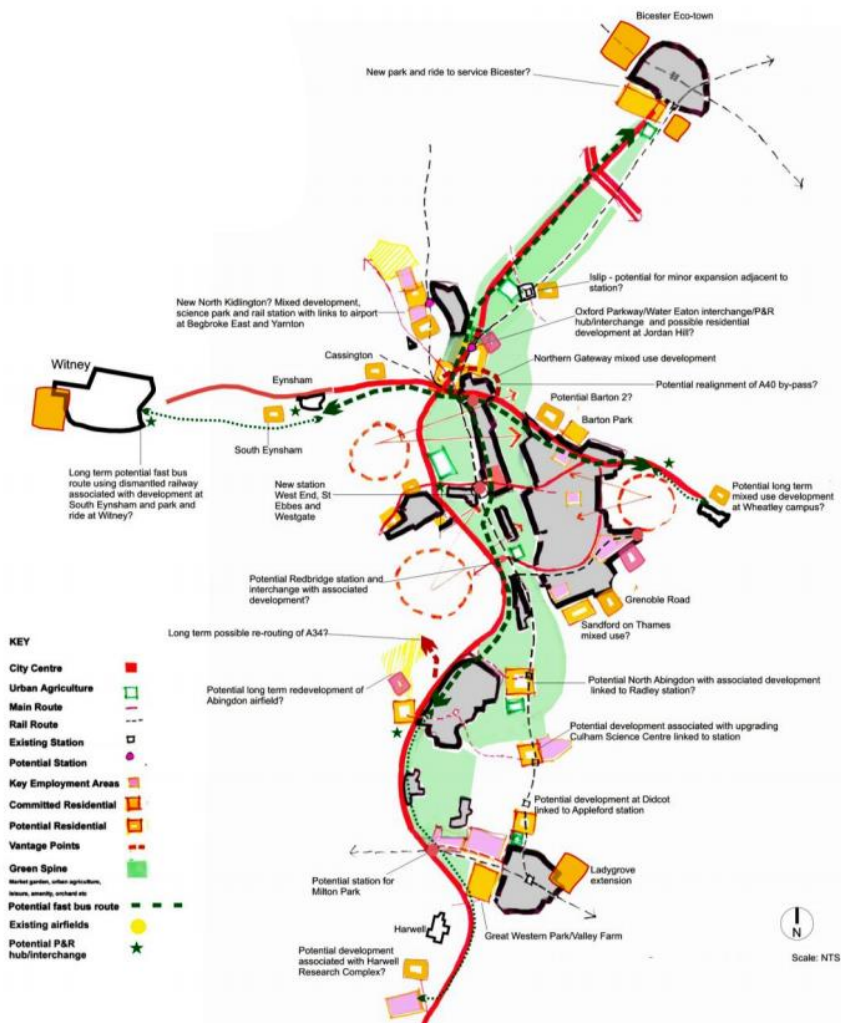 Bicester Eco-town
New park and ride to service Bicester?
Islip - potential for minor expansion adjacent to
station?
New North Kidlington? Mixed development,
science park and rail station with links to airport
at Begbroke East and Yarnton
Oxford Parkway/Water Eaton interchange/P&R
hub/interchange and possible residential
development at Jordan Hill?
Cassington
Northern Gateway mixed use development
Witney
Eynsham
Potential realignment of A40 by-pass?
Potential Barton 2?
Barton Park
South Eynsham
Long term potential fast bus
route using dismantled railway
associated with development at
South Eynsham and park and
ride at Witney?
New station
West End, St
Ebbes and
Westgate
Potential long term
mixed use development
at Wheatley campus?
Potential Redbridge station and
interchange with associated
development?
Grenoble Road
Sandford on Thames
mixed use?
Long term possible re-routing of A34?
Potential long term redevelopment of
Abingdon airfield?
Potential North Abingdon with associated development
linked to Radley station?
Potential development associated with upgrading
Culham Science Centre linked to station?
Potential development at Didcot
linked to Appleford station
Potential station for
Milton Park
Ladygrove
extension
Harwell
Great Western Park/Valley Farm
Potential development
associated with Harwell
Research Complex?
KEY
City Centre
Urban Agriculture
Main Route
Rail Route
Existing Station
Potential Station
Key Employment Areas
Committed Residential
Potential Residential
Vantage Points
Green Spine
Market garden, urban agriculture,
leisure, amenity, orchard etc
Potential fast bus route
Existing airfields
Potential P&R
hub/interchange
N
Scale: NTS